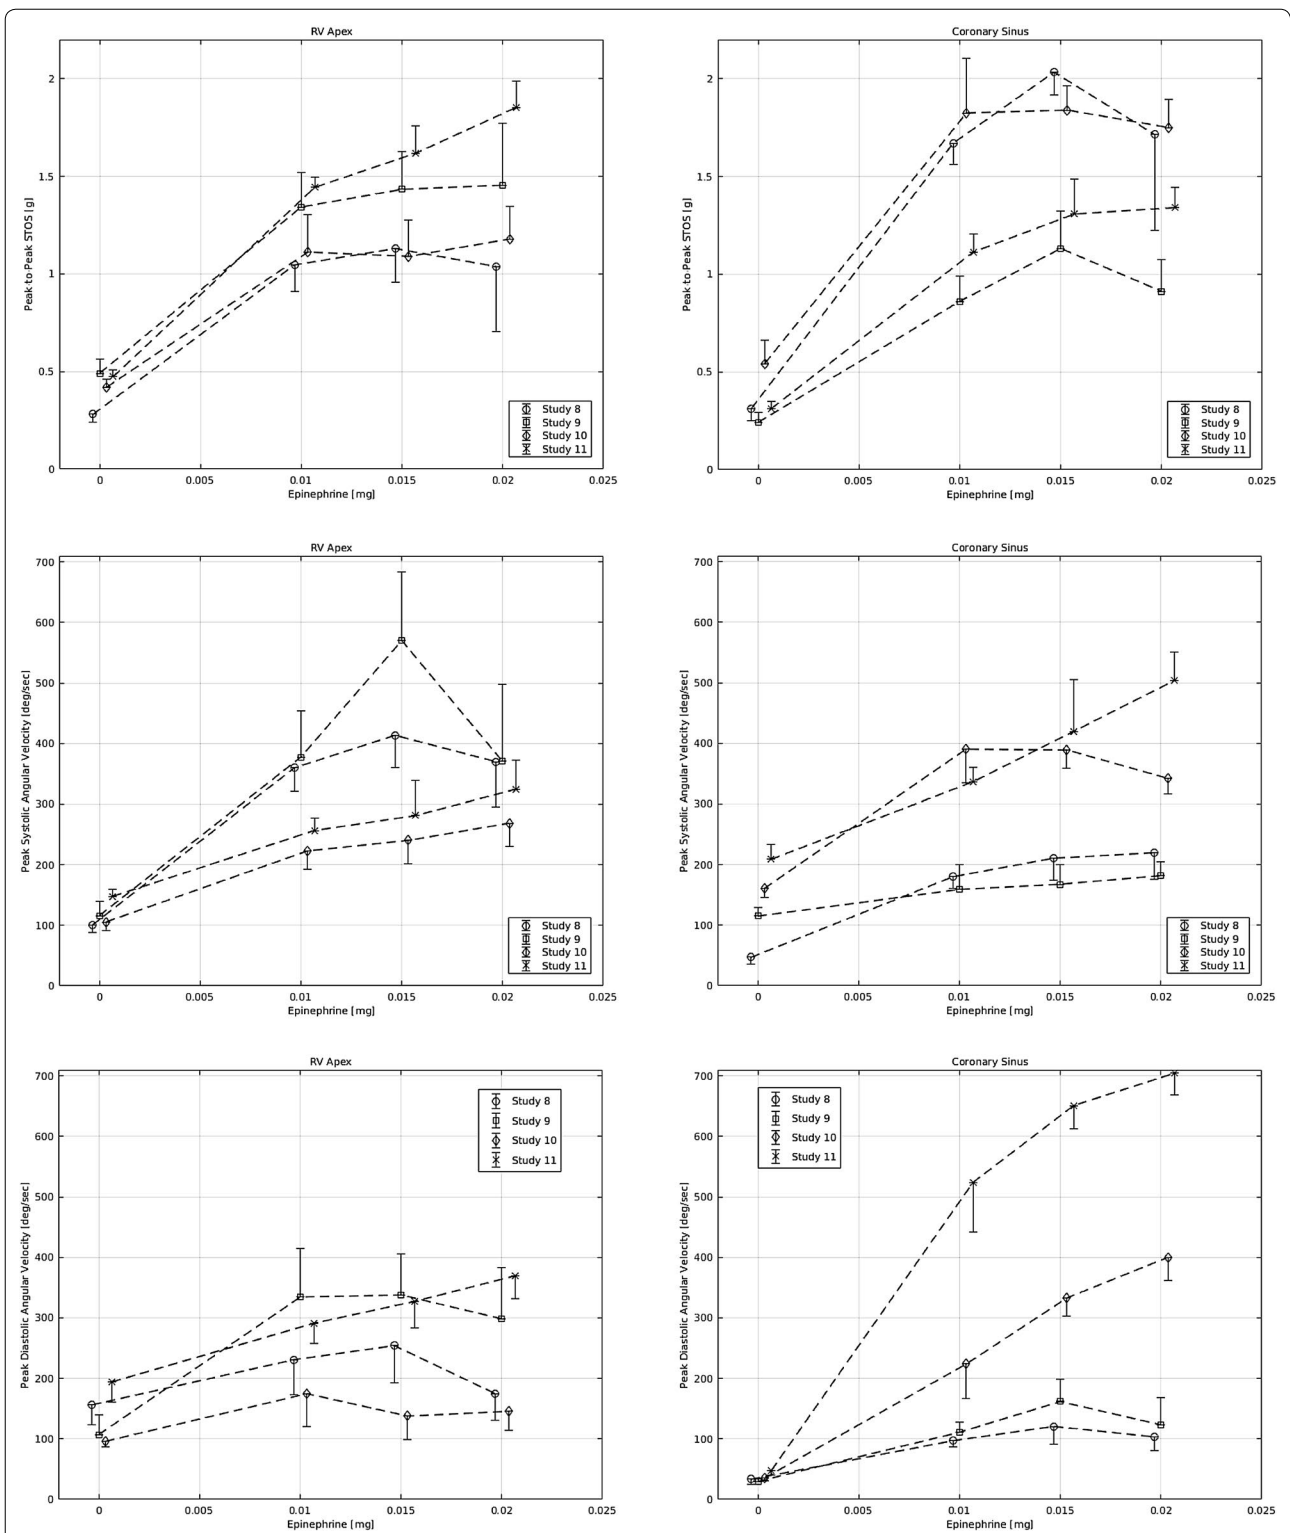 RV Apex
2
1.5
1
0.5
0
Peak-to-Peak STOS [g]
0 0.005 0.01 0.015 0.02 0.025
Epinephrine [mg]
Study 8
Study 9
Study 10
Study 11
Coronary Sinus
2
1.5
1
0.5
0
Peak-to-Peak STOS [g]
0 0.005 0.01 0.015 0.02 0.025
Epinephrine [mg]
Study 8
Study 9
Study 10
Study 11
RV Apex
700
600
500
400
300
200
100
0
Peak Systolic Angular Velocity [deg/sec]
0 0.005 0.01 0.015 0.02 0.025
Epinephrine [mg]
Study 8
Study 9
Study 10
Study 11
Coronary Sinus
700
600
500
400
300
200
100
0
Peak Systolic Angular Velocity [deg/sec]
0 0.005 0.01 0.015 0.02 0.025
Epinephrine [mg]
Study 8
Study 9
Study 10
Study 11
RV Apex
700
600
500
400
300
200
100
0
Peak Diastolic Angular Velocity [deg/sec]
0 0.005 0.01 0.015 0.02 0.025
Epinephrine [mg]
Study 8
Study 9
Study 10
Study 11
Coronary Sinus
700
600
500
400
300
200
100
0
Peak Diastolic Angular Velocity [deg/sec]
0 0.005 0.01 0.015 0.02 0.025
Epinephrine [mg]
Study 8
Study 9
Study 10
Study 11